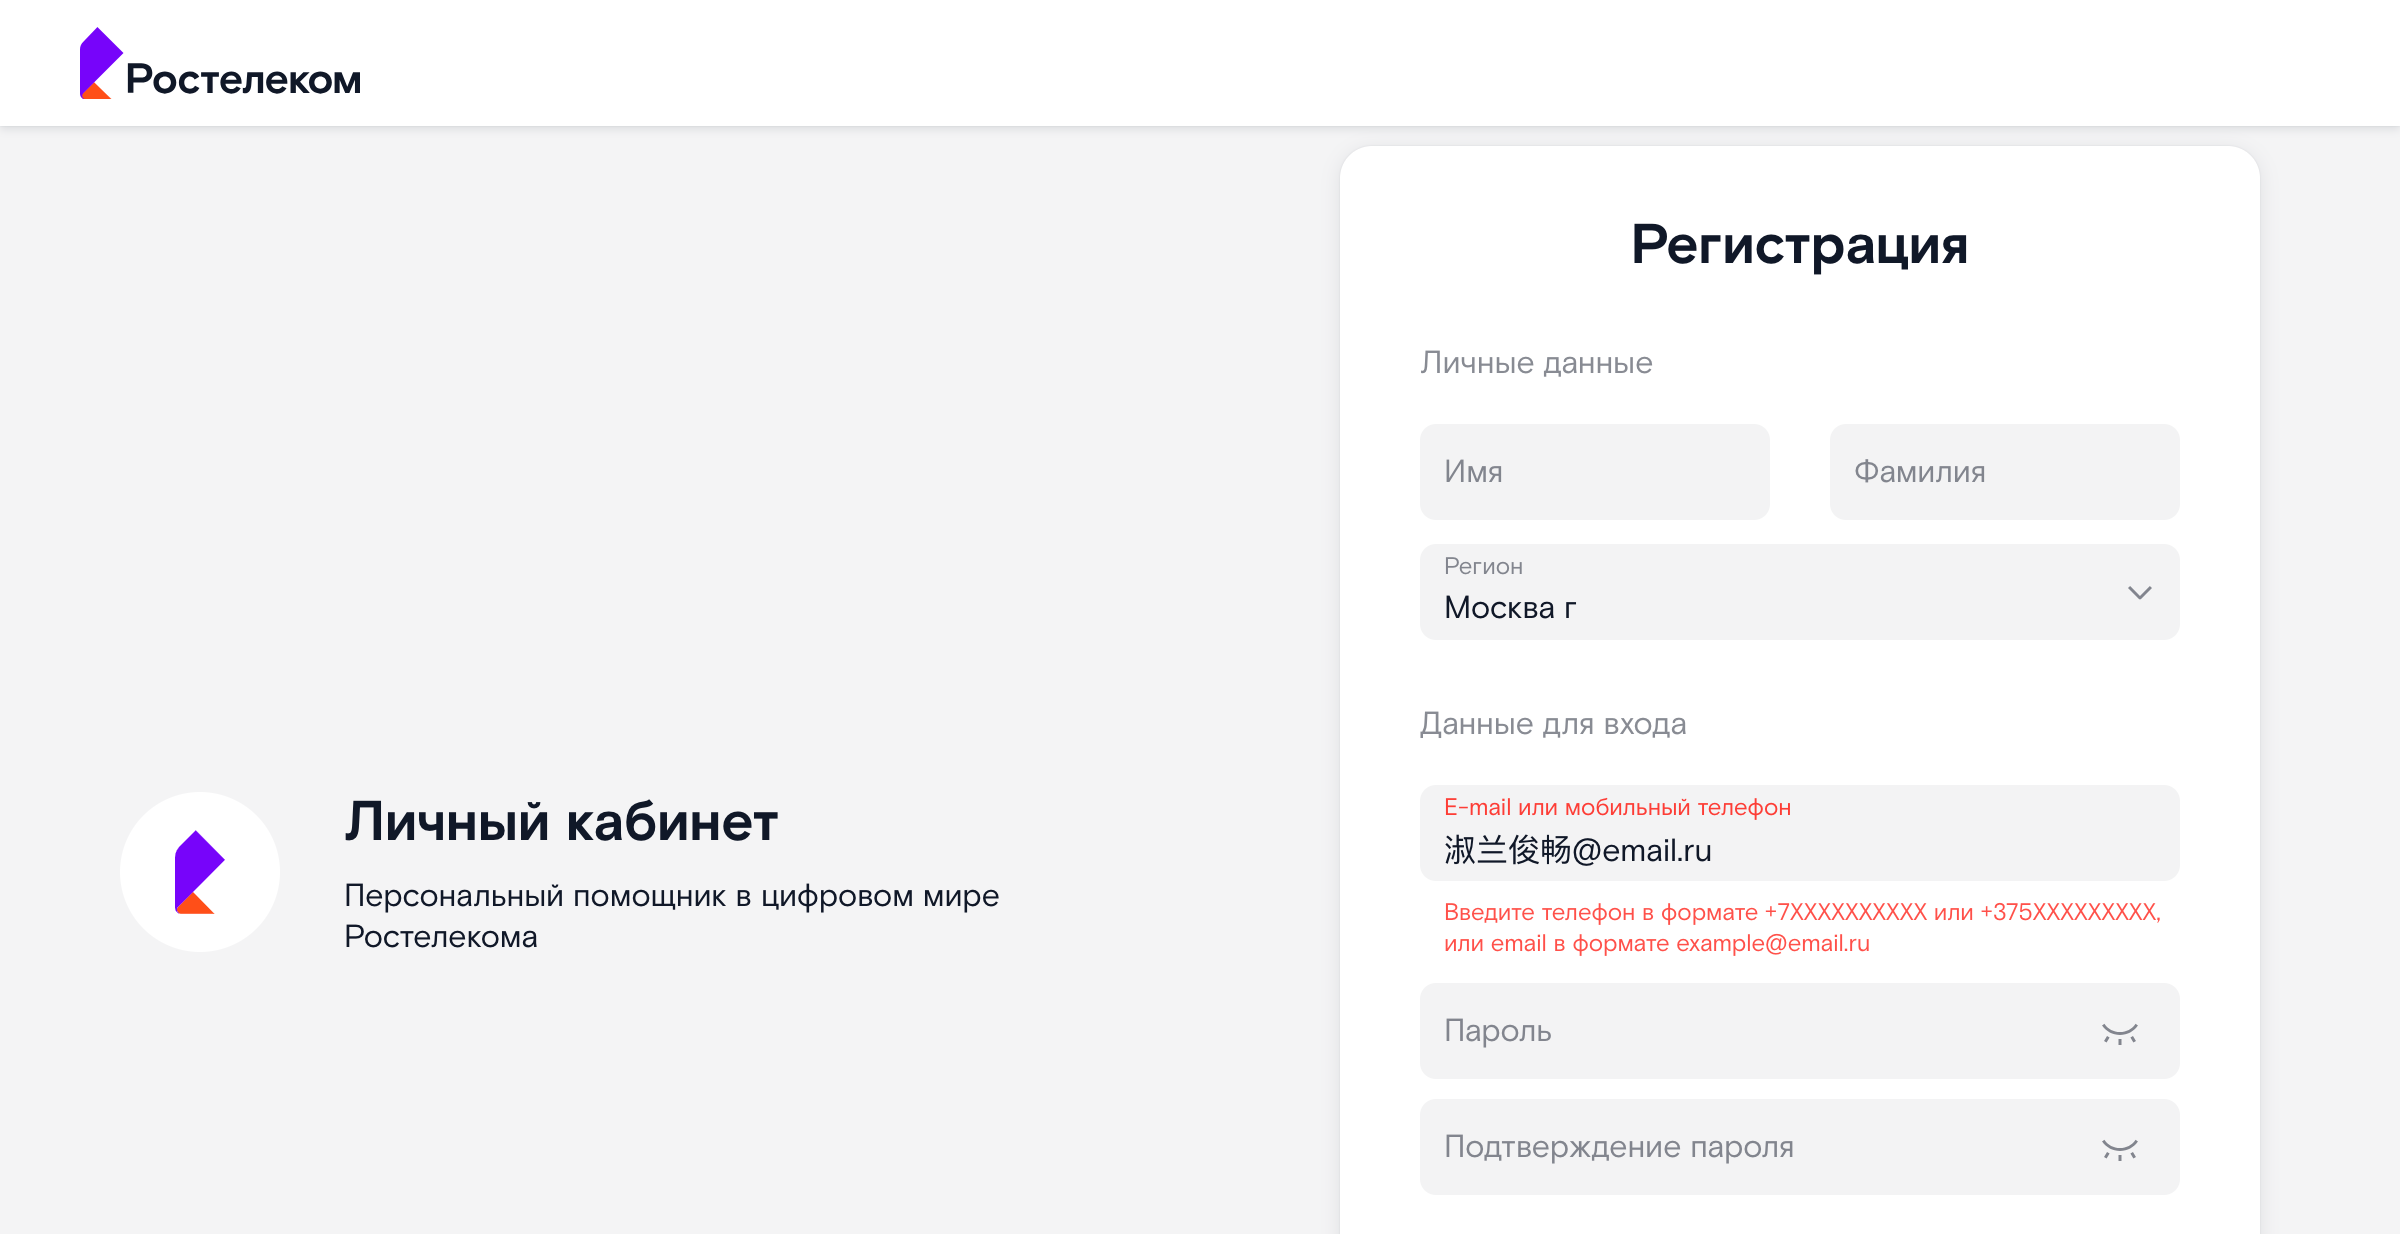 Ростелеком
Личный кабинет
Персональный помощник в цифровом мире
Ростелекома
Регистрация
Личные данные
Имя
Фамилия
Регион
Москва г
Данные для входа
E-mail или мобильный телефон
淑兰俊畅@email.ru
Введите телефон в формате +7XXXXXXXXXX или +375XXXXXXXXX,
или email в формате example@email.ru
Пароль
Подтверждение пароля